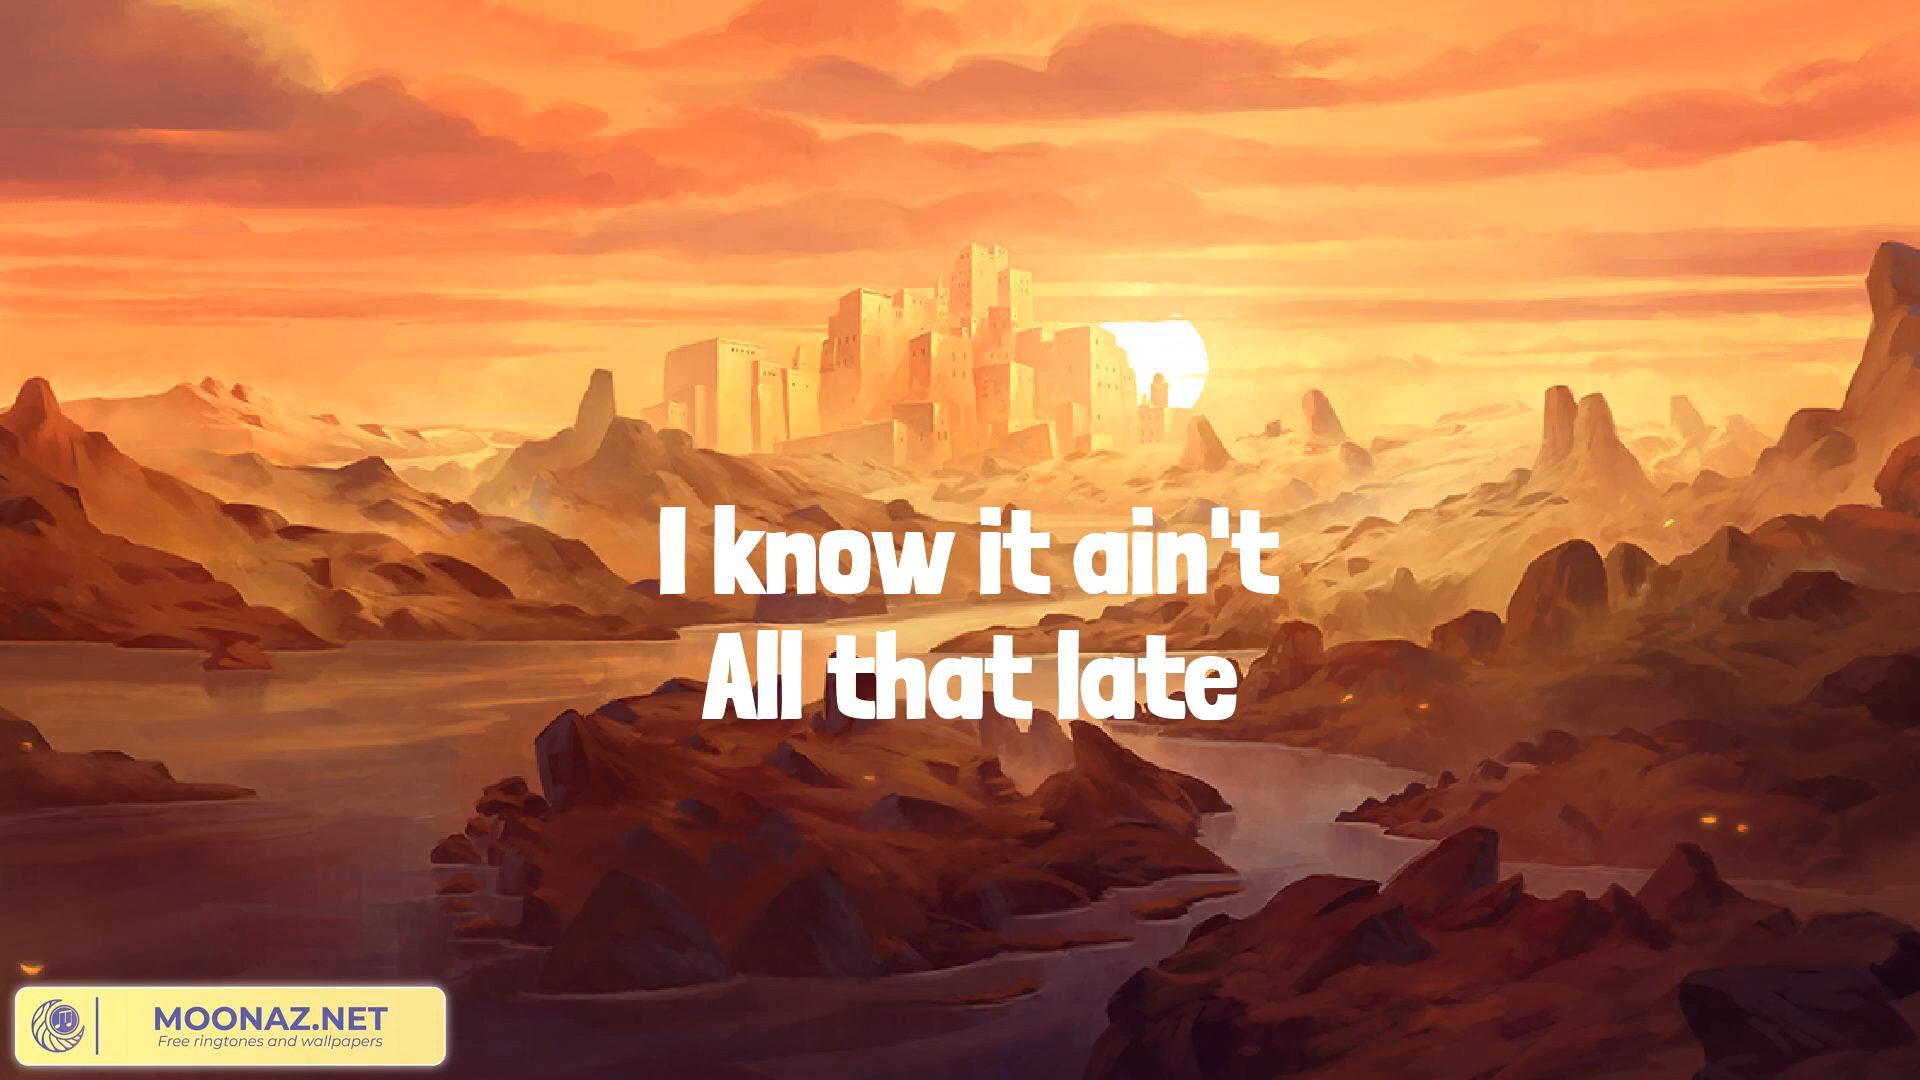 I know it ain't
All that late
MOONAZ.NET
Free ringtones and wallpapers